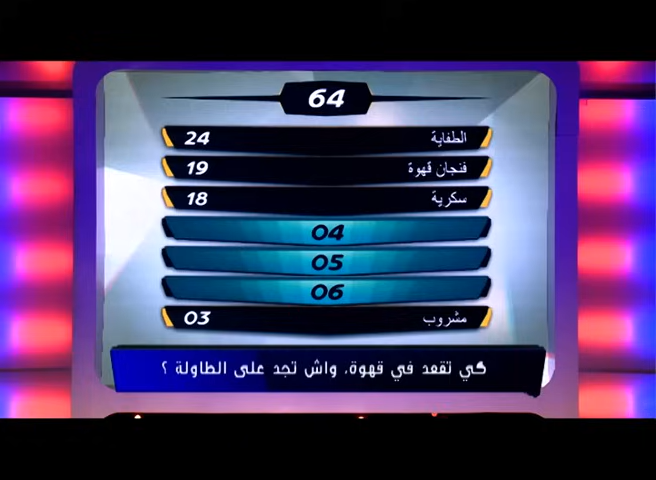 64
الطفاية 24
فنجان قهوة 19
سكرية 18
04
05
06
مشروب 03
كي تقعد في قهوة، واش تجد على الطاولة ؟